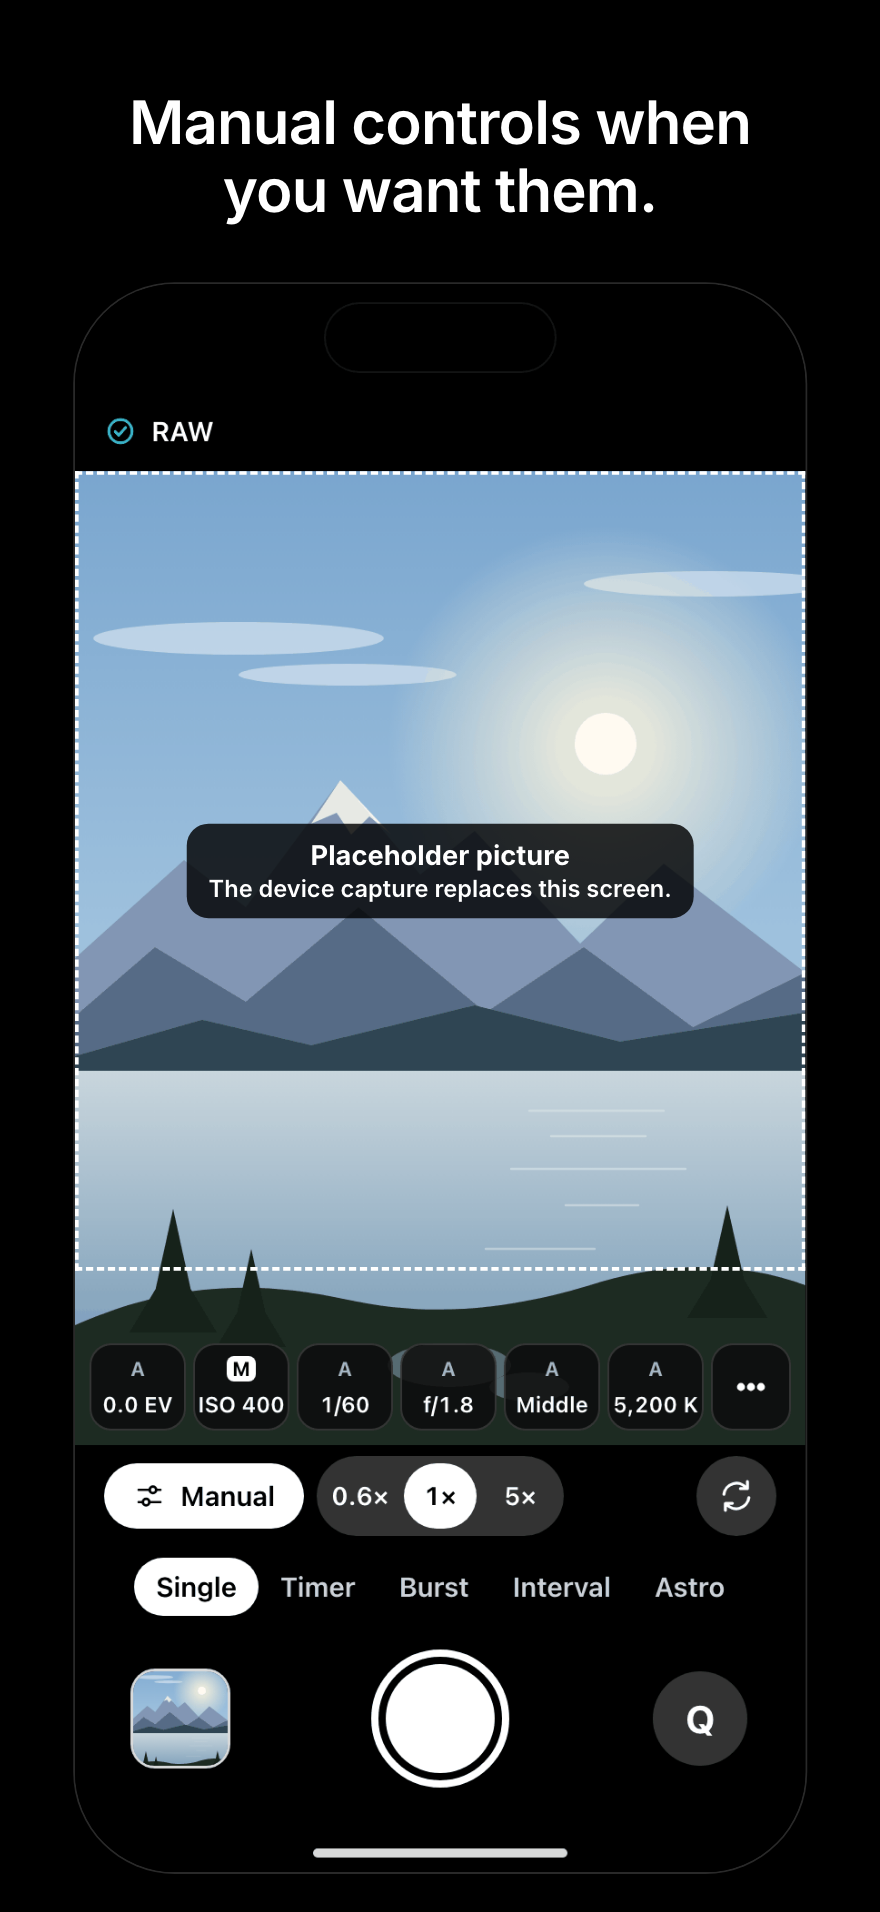 Manual controls when
you want them.
RAW
Placeholder picture
The device capture replaces this screen.
A M A A A A
0.0 EV ISO 400 1/60 f/1.8 Middle 5,200 K •••
Manual 0.6× 1× 5×
Single Timer Burst Interval Astro
Q